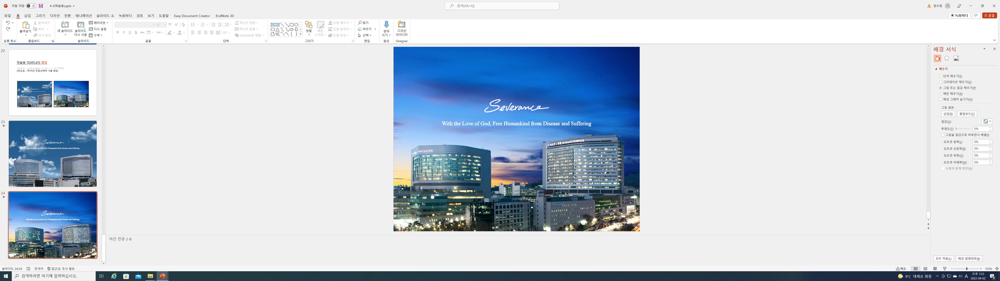 자동 저장 끔 4-3(학술용).pptx
검색(Alt+Q)
양수정
파일 홈 삽입 그리기 디자인 전환 애니메이션 슬라이드 쇼 녹화하다 검토 보기 도움말 Easy Document Creator EndNote 20
녹화하다 공유
붙여넣기 잘라내기 복사 서식 복사
새 슬라이드 슬라이드 다시 사용 레이아웃 다시 설정 구역
16
텍스트 방향 텍스트 맞춤 SmartArt로 변환
정렬 빠른 스타일 도형 채우기 도형 윤곽선 도형 효과
찾기 바꾸기 선택
받아쓰기
디자인 아이디어
실행 취소 클립보드 슬라이드 글꼴 단락 그리기 편집 음성 Designer
22
학술용 TEMPLATE 엔딩
2안(A,B) - 주•야간 전경(선택적 사용 권장)
23
Severance
With the Love of God, Free Humankind from Disease and Suffering
24
Severance
With the Love of God, Free Humankind from Disease and Suffering
Severance
With the Love of God, Free Humankind from Disease and Suffering
세브란스병원 SEVERANCE HOSPITAL
야간 전경 2-B
배경 서식
채우기
단색 채우기(S)
그라데이션 채우기(G)
그림 또는 질감 채우기(P)
패턴 채우기(A)
배경 그래픽 숨기기(H)
그림 원본
삽입(R) 클립보드(C)
질감(U)
투명도(T) 0%
그림을 질감으로 바둑판식 배열(I)
오프셋 왼쪽(L) 0%
오프셋 오른쪽(R) 0%
오프셋 위쪽(O) 0%
오프셋 아래쪽(M) 0%
도형과 함께 회전(W)
모두 적용(L) 배경 원래대로(B)
슬라이드 24/24 한국어 접근성: 조사 필요
메모 105%
검색하려면 여기에 입력하십시오.
9°C 대체로 화창 A 오후 7:23
2022-04-02 3